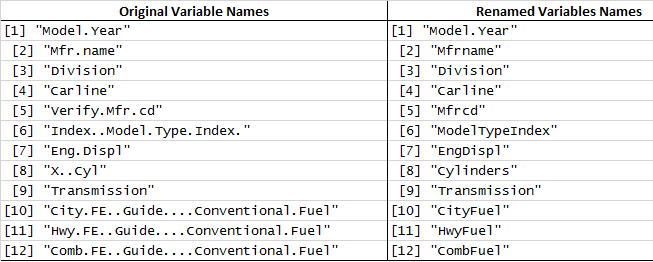 Original Variable Names Renamed Variables Names
[1] "Model.Year" [1] "Model.Year"
[2] "Mfr.name" [2] "Mfrname"
[3] "Division" [3] "Division"
[4] "Carline" [4] "Carline"
[5] "Verify.Mfr.cd" [5] "Mfrcd"
[6] "Index..Model.Type.Index." [6] "ModelTypeIndex"
[7] "Eng.Displ" [7] "EngDispl"
[8] "X..Cyl" [8] "Cylinders"
[9] "Transmission" [9] "Transmission"
[10] "City.FE..Guide....Conventional.Fuel" [10] "CityFuel"
[11] "Hwy.FE..Guide....Conventional.Fuel" [11] "HwyFuel"
[12] "Comb.FE..Guide....Conventional.Fuel" [12] "CombFuel"